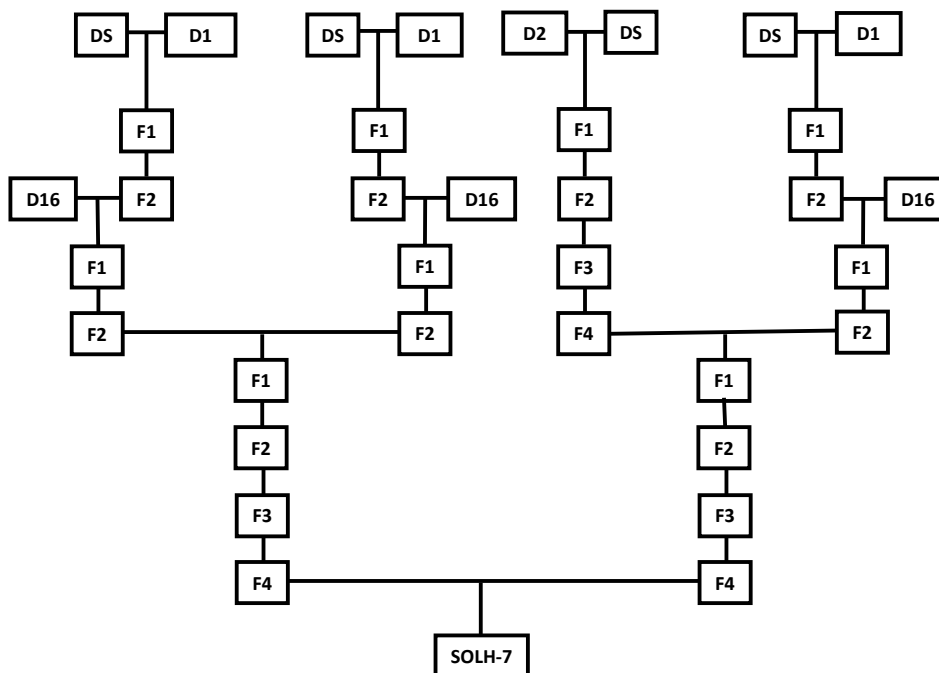 DS D1 DS D1 D2 DS DS D1
F1 F1 F1 F1
D16 F2 F2 D16 F2 F2 D16
F1 F1 F3 F1
F2 F2 F4 F2
F1 F1
F2 F2
F3 F3
F4 F4
SOLH-7